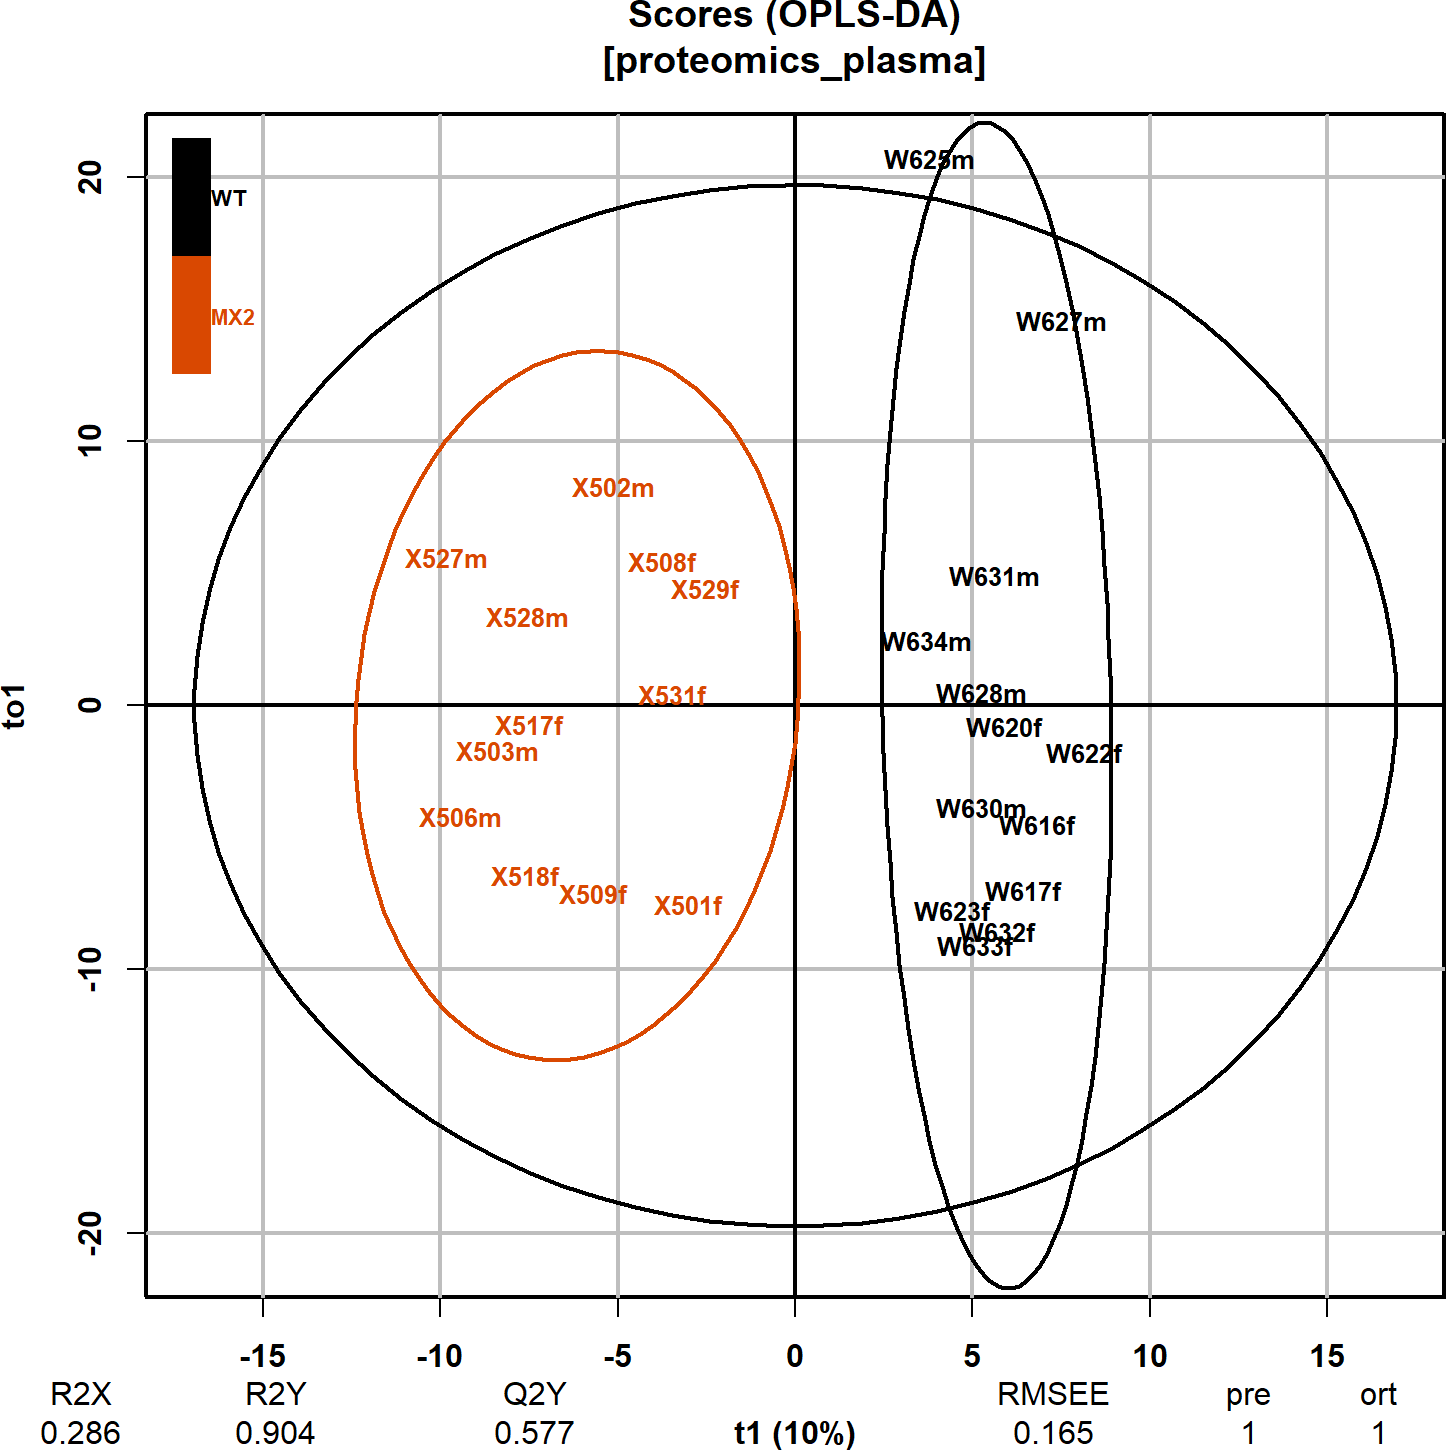 Scores (OPLS-DA)
[proteomics_plasma]
WT
MX2
W625m
W627m
X502m
X527m
X508f
W631m
X529f
X528m
W634m
X531f
W628m
X517f
W620f
X503m
W622f
W630m
X506m
W616f
X518f
X509f
W617f
X501f
W623f
W632f
W633f
20
10
0
-10
-20
to1
-15 -10 -5 0 5 10 15
R2X R2Y Q2Y RMSEE pre ort
0.286 0.904 0.577 t1 (10%) 0.165 1 1